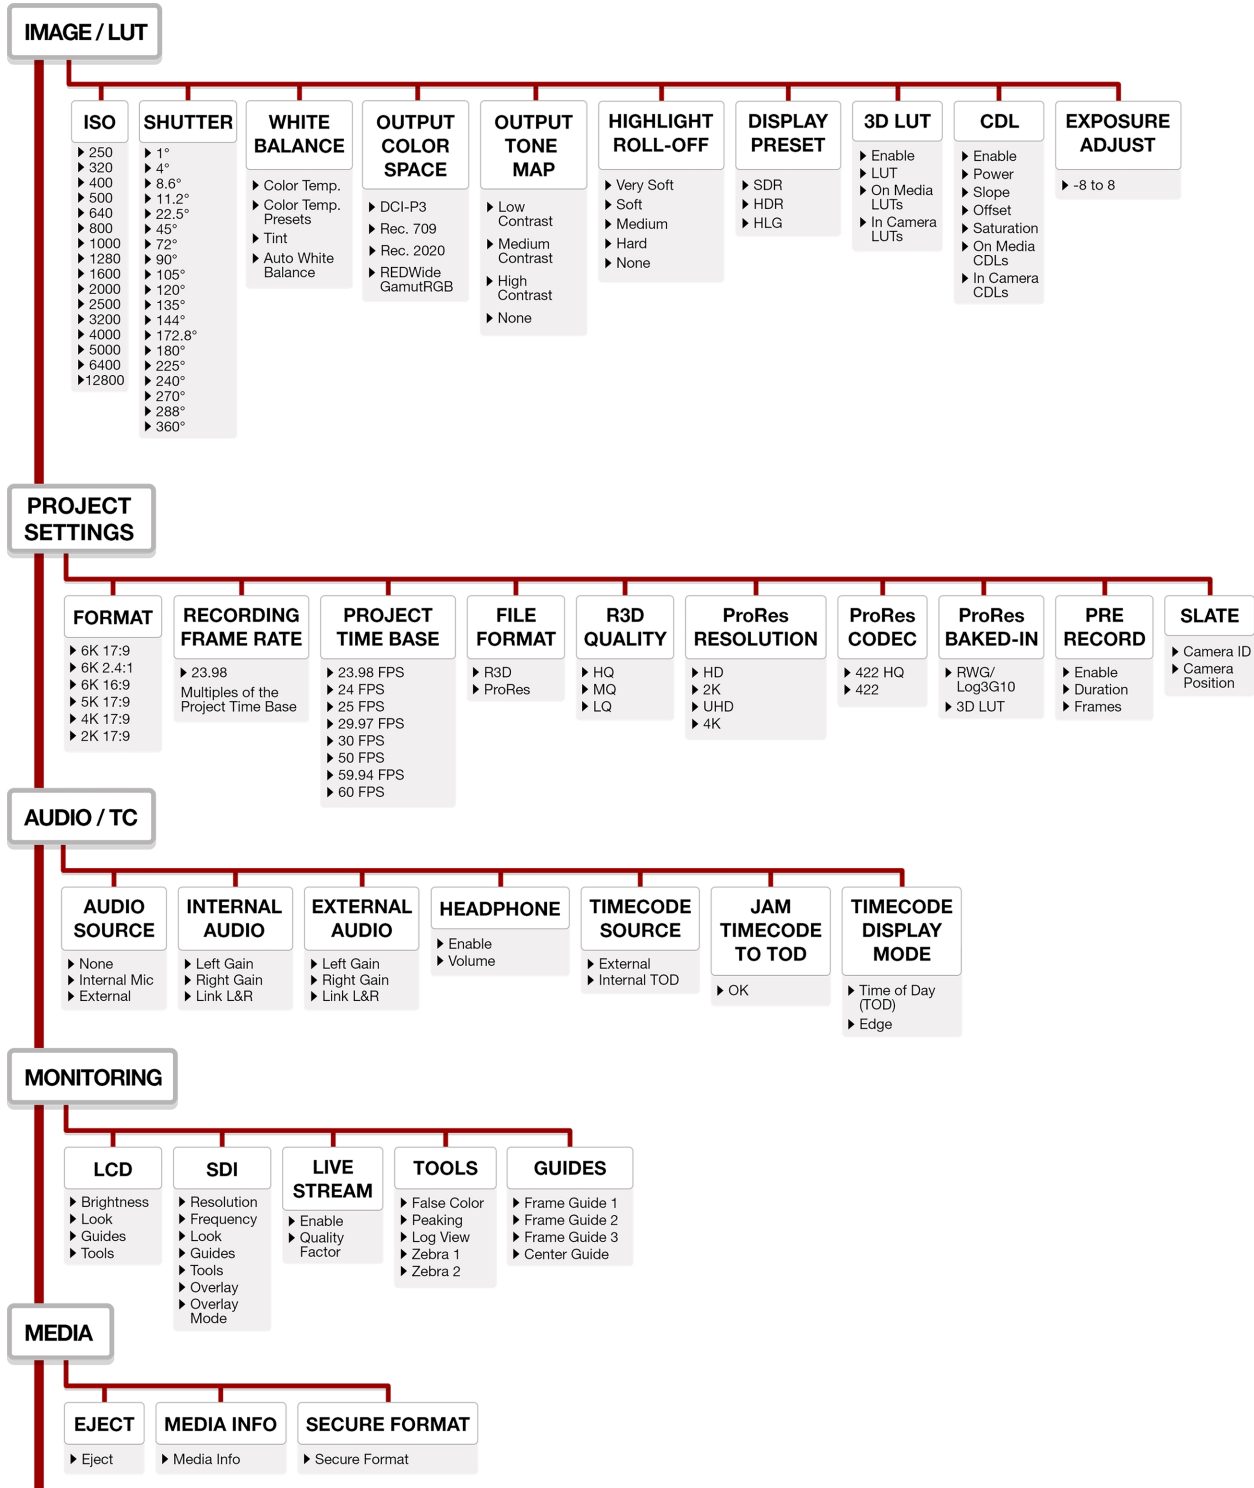 IMAGE / LUT
ISO
250
320
400
500
640
800
1000
1280
1600
2000
2500
3200
4000
5000
6400
12800
SHUTTER
1°
4°
8.6°
11.2°
22.5°
45°
72°
90°
105°
120°
135°
144°
172.8°
180°
225°
240°
270°
288°
360°
WHITE
BALANCE
Color Temp.
Color Temp.
Presets
Tint
Auto White
Balance
OUTPUT
COLOR
SPACE
DCI-P3
Rec. 709
Rec. 2020
REDWide
GamutRGB
OUTPUT
TONE
MAP
Low
Contrast
Medium
Contrast
High
Contrast
None
HIGHLIGHT
ROLL-OFF
Very Soft
Soft
Medium
Hard
None
DISPLAY
PRESET
SDR
HDR
HLG
3D LUT
Enable
LUT
On Media
LUTs
In Camera
LUTs
CDL
Enable
Power
Slope
Offset
Saturation
On Media
CDLs
In Camera
CDLs
EXPOSURE
ADJUST
-8 to 8
PROJECT
SETTINGS
FORMAT
6K 17:9
6K 2.4:1
6K 16:9
5K 17:9
4K 17:9
2K 17:9
RECORDING
FRAME RATE
23.98
Multiples of the
Project Time Base
PROJECT
TIME BASE
23.98 FPS
24 FPS
25 FPS
29.97 FPS
30 FPS
50 FPS
59.94 FPS
60 FPS
FILE
FORMAT
R3D
ProRes
R3D
QUALITY
HQ
MQ
LQ
ProRes
RESOLUTION
HD
2K
UHD
4K
ProRes
CODEC
422 HQ
422
ProRes
BAKED-IN
RWG/
Log3G10
3D LUT
PRE
RECORD
Enable
Duration
Frames
SLATE
Camera ID
Camera
Position
AUDIO / TC
AUDIO
SOURCE
None
Internal Mic
External
INTERNAL
AUDIO
Left Gain
Right Gain
Link L&R
EXTERNAL
AUDIO
Left Gain
Right Gain
Link L&R
HEADPHONE
Enable
Volume
TIMECODE
SOURCE
External
Internal TOD
JAM
TIMECODE
TO TOD
OK
TIMECODE
DISPLAY
MODE
Time of Day
(TOD)
Edge
MONITORING
LCD
Brightness
Look
Guides
Tools
SDI
Resolution
Frequency
Look
Guides
Tools
Overlay
Overlay
Mode
LIVE
STREAM
Enable
Quality
Factor
TOOLS
False Color
Peaking
Log View
Zebra 1
Zebra 2
GUIDES
Frame Guide 1
Frame Guide 2
Frame Guide 3
Center Guide
MEDIA
EJECT
Eject
MEDIA INFO
Media Info
SECURE FORMAT
Secure Format